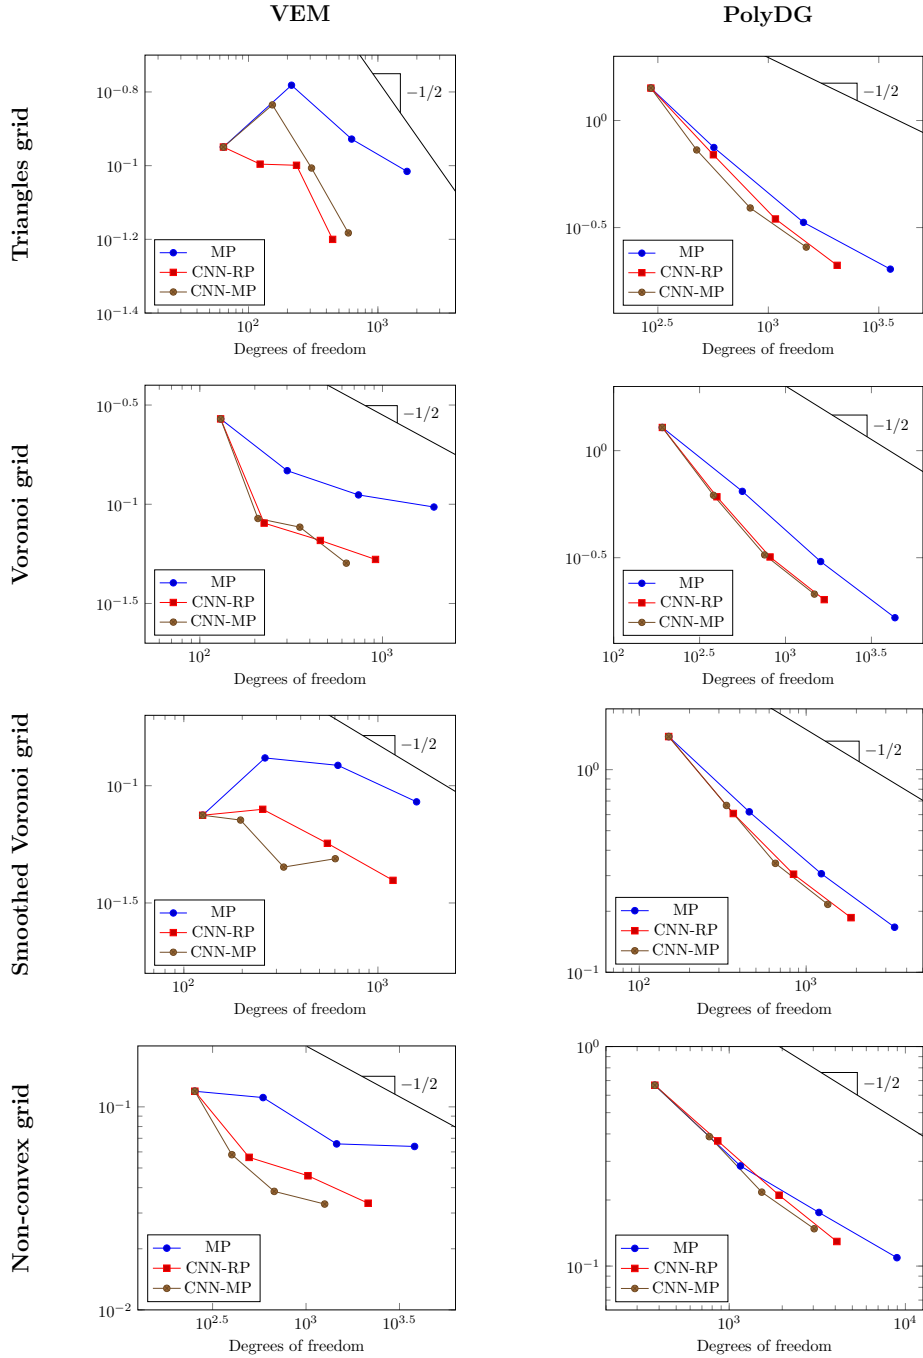 VEM
PolyDG
Triangles grid
10^−0.8
10^−1
10^−1.2
10^−1.4
−1/2
MP
CNN-RP
CNN-MP
10^2
10^3
Degrees of freedom
10^0
10^−0.5
−1/2
MP
CNN-RP
CNN-MP
10^2.5
10^3
10^3.5
Degrees of freedom
Voronoi grid
10^−0.5
10^−1
10^−1.5
−1/2
MP
CNN-RP
CNN-MP
10^2
10^3
Degrees of freedom
10^0
10^−0.5
−1/2
MP
CNN-RP
CNN-MP
10^2
10^2.5
10^3
10^3.5
Degrees of freedom
Smoothed Voronoi grid
10^−1
10^−1.5
−1/2
MP
CNN-RP
CNN-MP
10^2
10^3
Degrees of freedom
10^0
10^−1
−1/2
MP
CNN-RP
CNN-MP
10^2
10^3
Degrees of freedom
Non-convex grid
10^−1
10^−2
−1/2
MP
CNN-RP
CNN-MP
10^2.5
10^3
10^3.5
Degrees of freedom
10^0
10^−1
−1/2
MP
CNN-RP
CNN-MP
10^3
10^4
Degrees of freedom